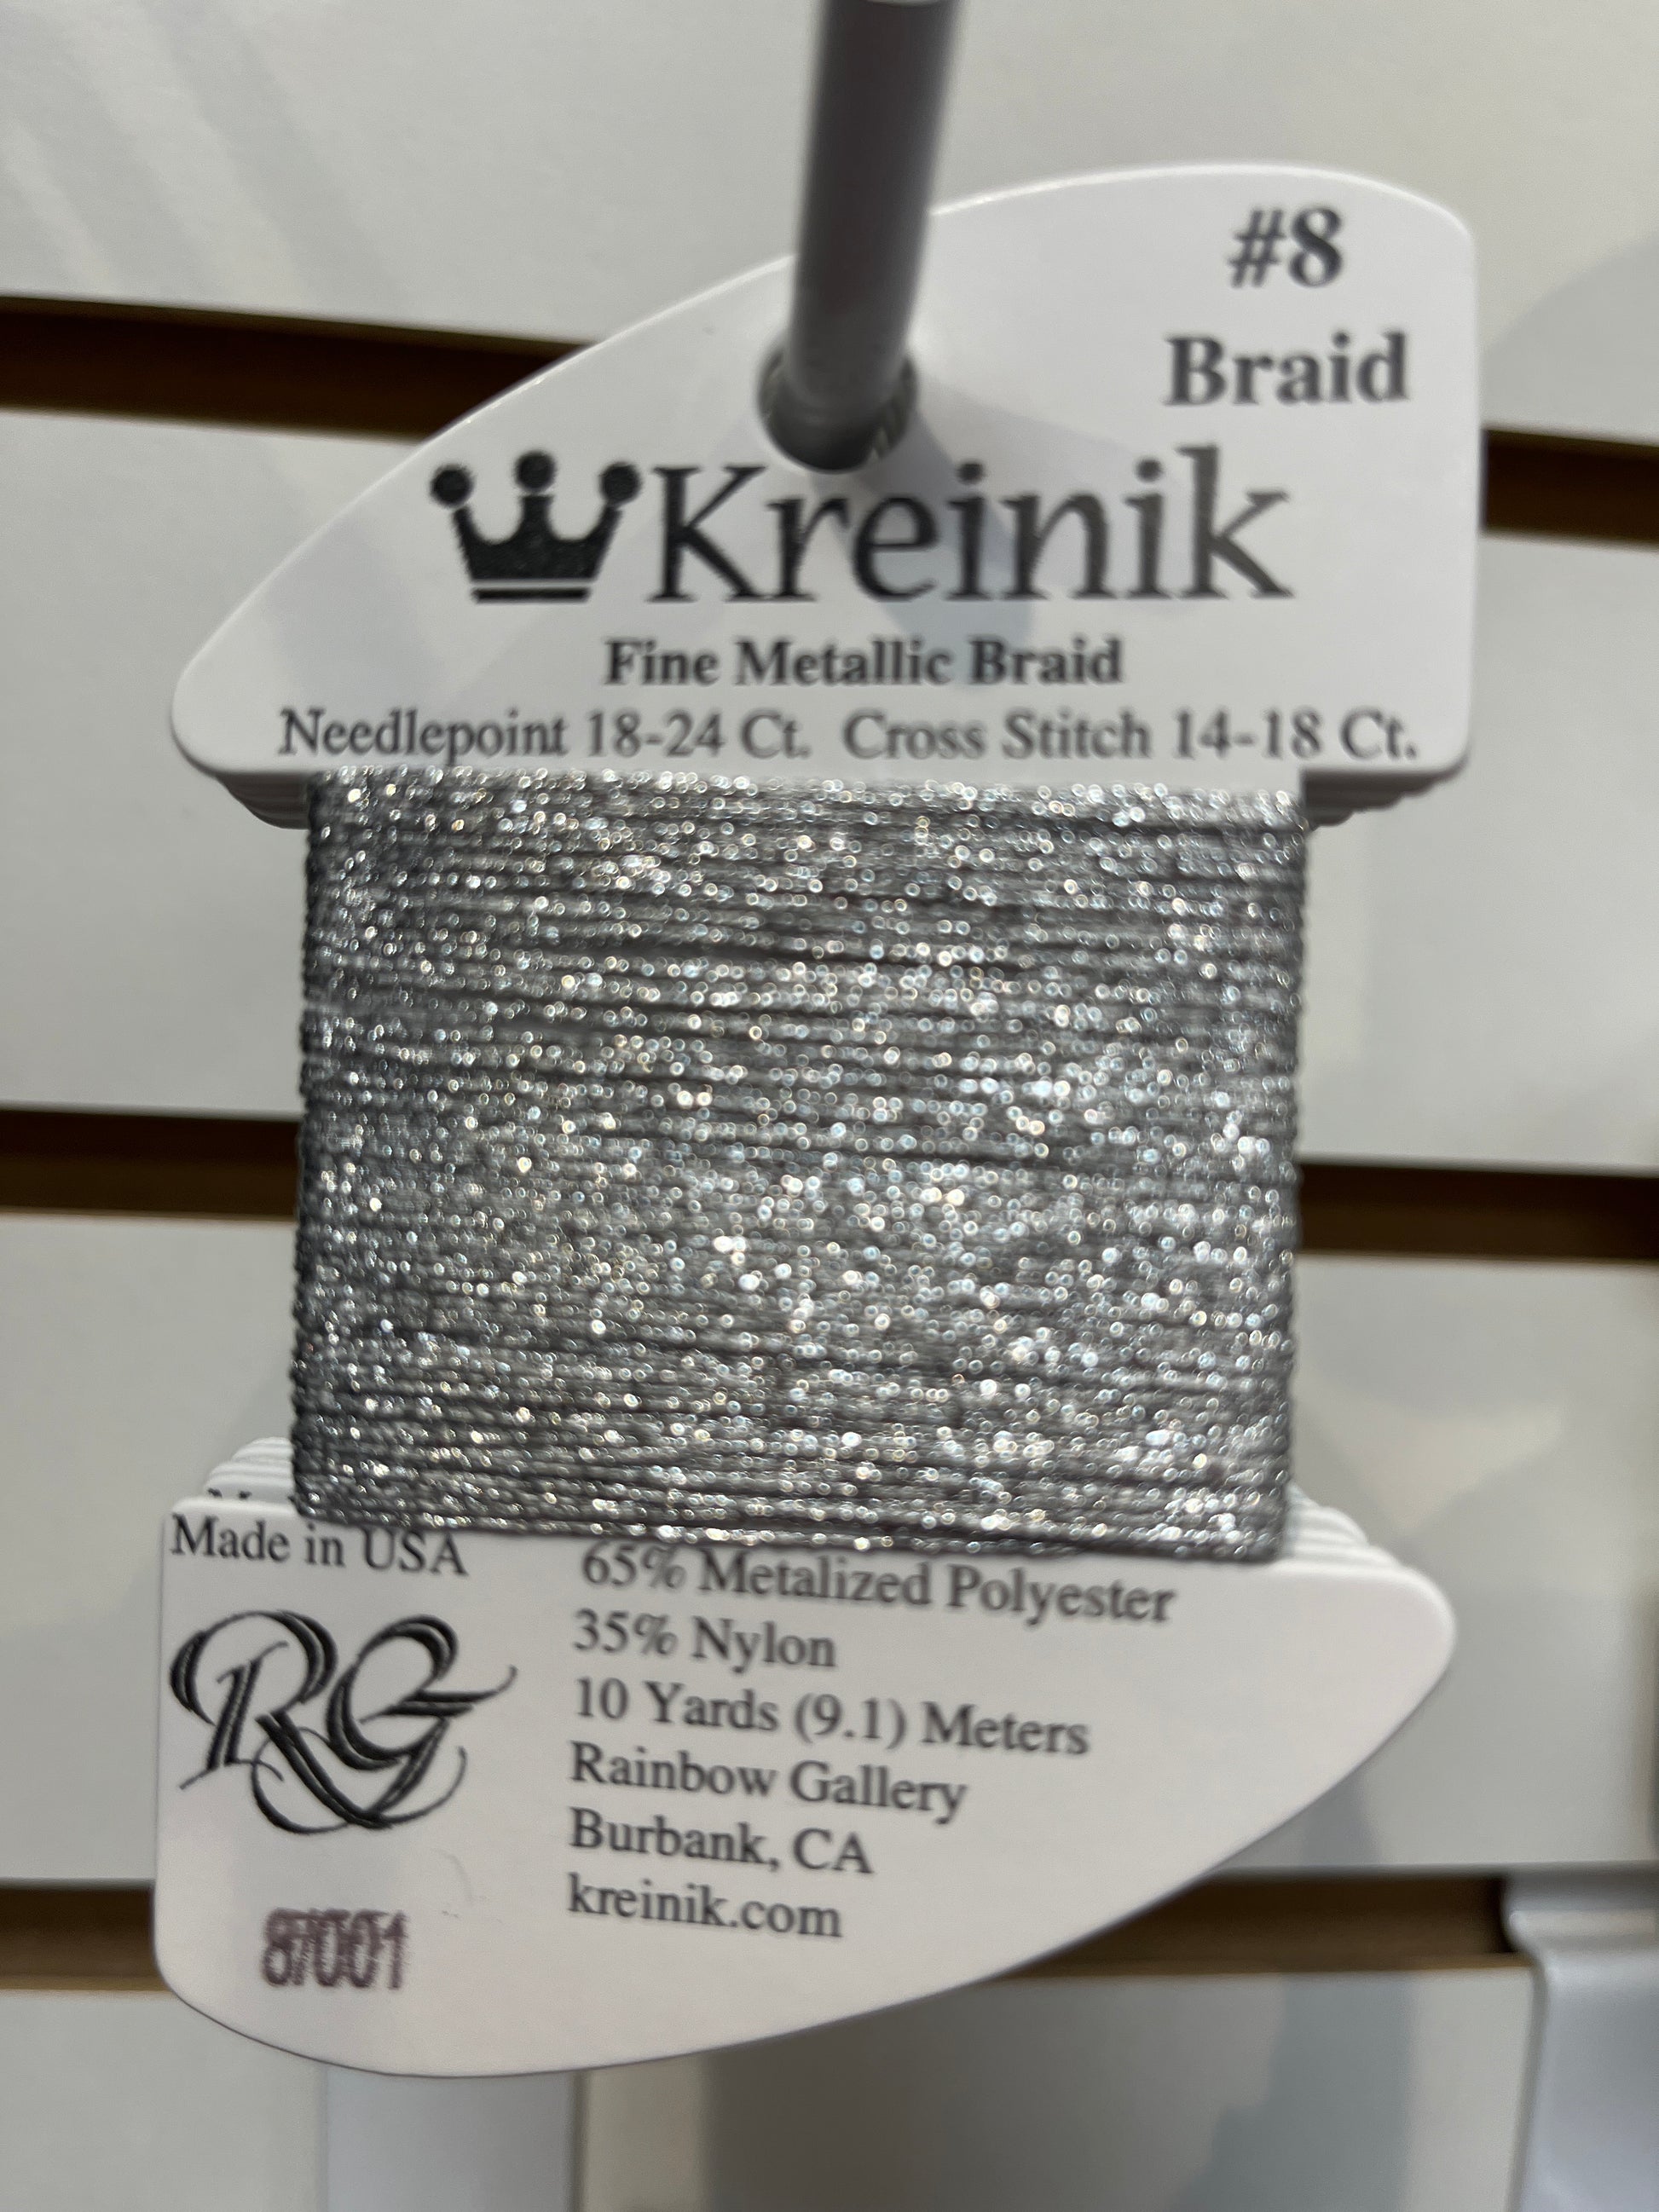 #8
Braid
Kreinik
Fine Metallic Braid
Needlepoint 18-24 Ct. Cross Stitch 14-18 Ct.
Made in USA
RG
65% Metalized Polyester
35% Nylon
10 Yards (9.1) Meters
Rainbow Gallery
Burbank, CA
kreinik.com